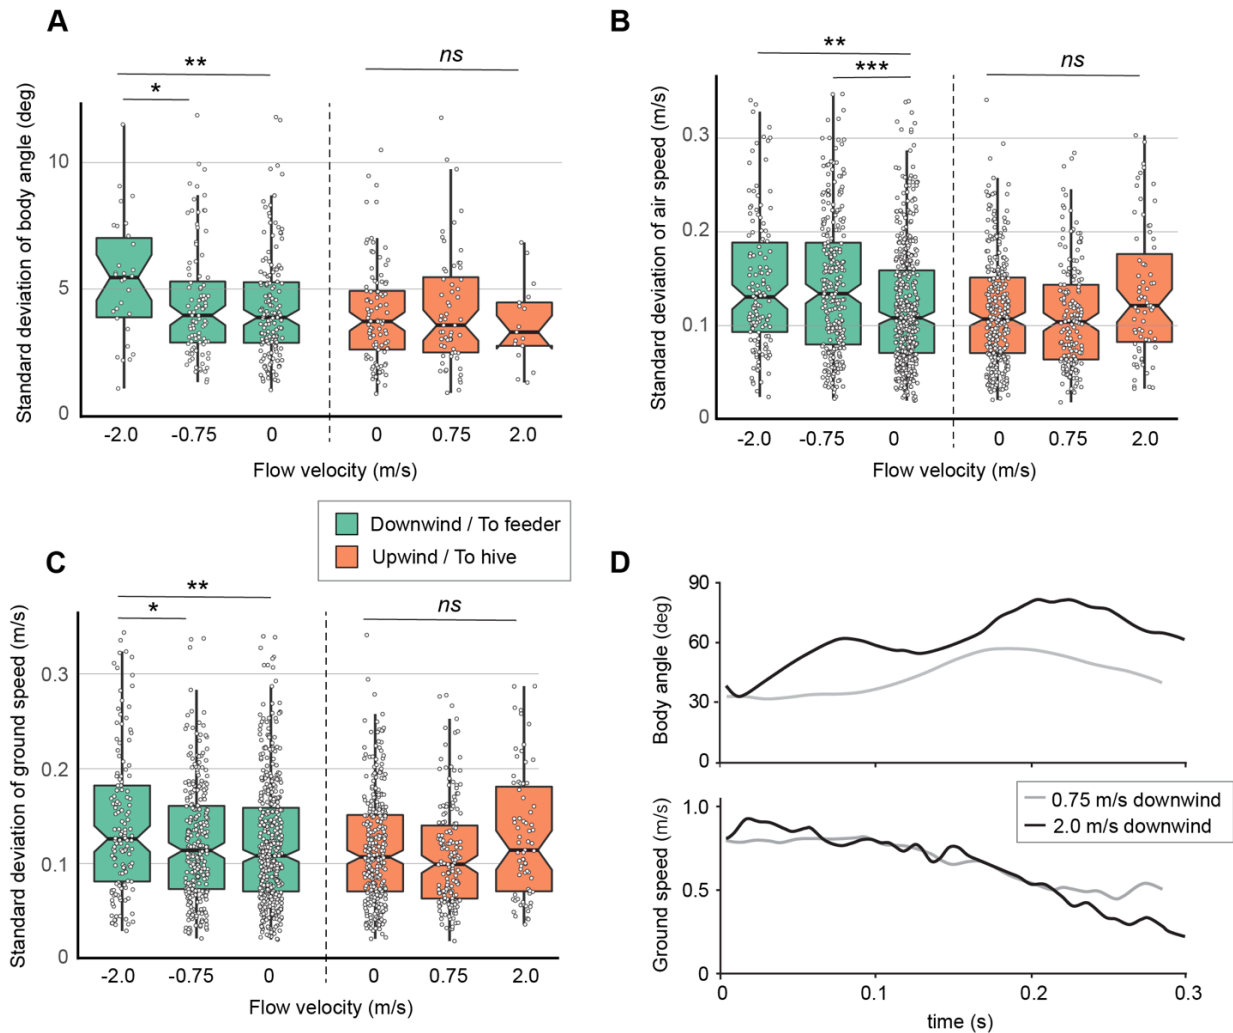 A
Standard deviation of body angle (deg)
**
*
ns
10
5
0
-2.0 -0.75 0 0 0.75 2.0
Flow velocity (m/s)
B
Standard deviation of air speed (m/s)
**
***
ns
0.3
0.2
0.1
0
-2.0 -0.75 0 0 0.75 2.0
Flow velocity (m/s)
Downwind / To feeder
Upwind / To hive
C
Standard deviation of ground speed (m/s)
**
*
ns
0.3
0.2
0.1
0
-2.0 -0.75 0 0 0.75 2.0
Flow velocity (m/s)
D
Body angle (deg)
90
60
30
0
0.75 m/s downwind
2.0 m/s downwind
Ground speed (m/s)
1.0
0.5
0
0 0.1 0.2 0.3
time (s)